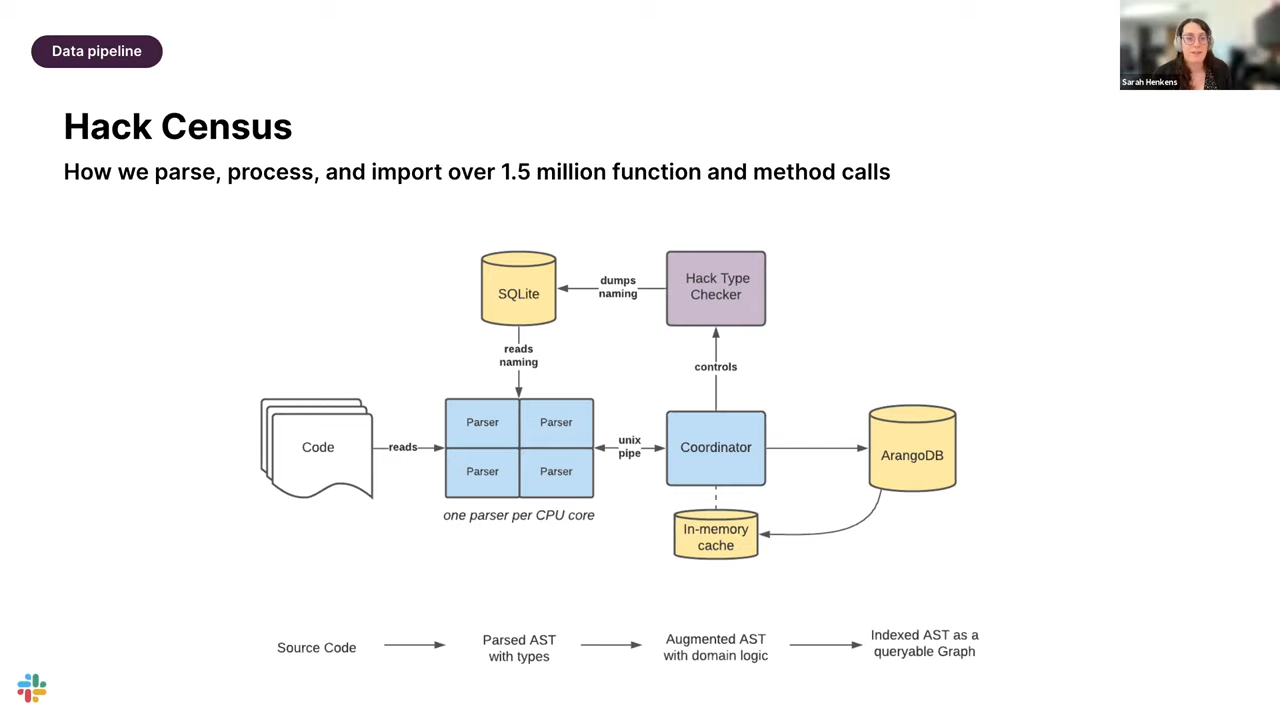 Data pipeline
Sarah Henkens
Hack Census
How we parse, process, and import over 1.5 million function and method calls
SQLite
dumps
naming
Hack Type
Checker
reads
naming
controls
Code
reads
Parser
Parser
Parser
Parser
unix
pipe
Coordinator
ArangoDB
one parser per CPU core
In-memory
cache
Source Code
Parsed AST
with types
Augmented AST
with domain logic
Indexed AST as a
queryable Graph